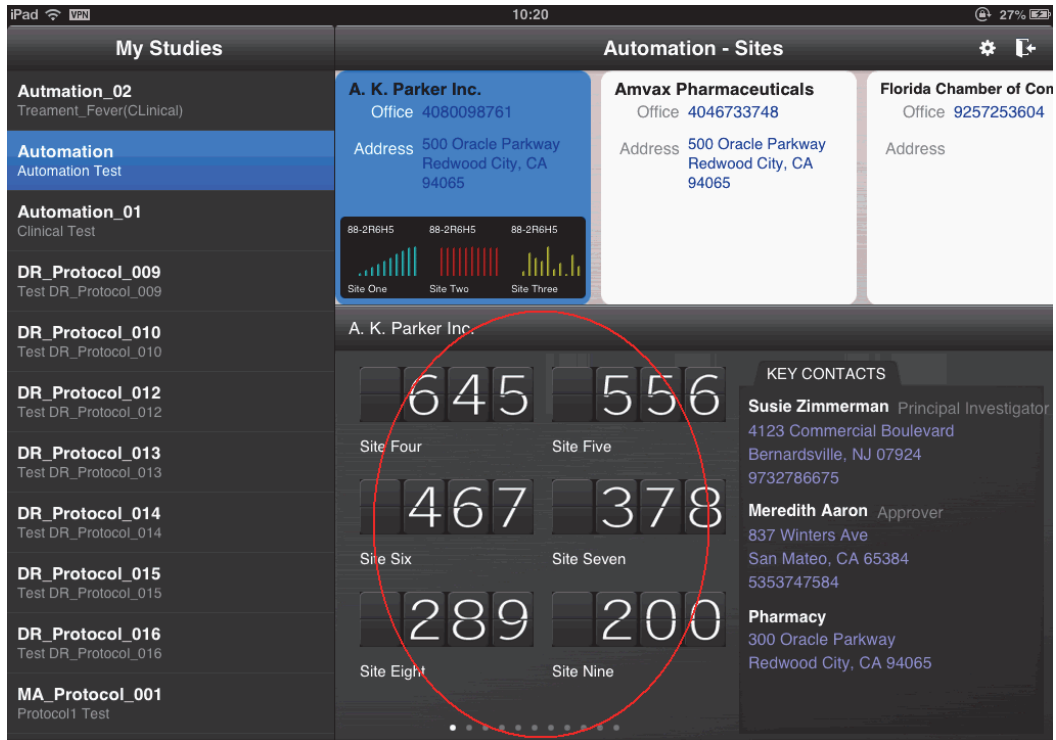 iPad VPN 10:20 27%
My Studies
Automation - Sites
Autmation_02
Treament_Fever(CLinical)
Automation
Automation Test
Automation_01
Clinical Test
DR_Protocol_009
Test DR_Protocol_009
DR_Protocol_010
Test DR_Protocol_010
DR_Protocol_012
Test DR_Protocol_012
DR_Protocol_013
Test DR_Protocol_013
DR_Protocol_014
Test DR_Protocol_014
DR_Protocol_015
Test DR_Protocol_015
DR_Protocol_016
Test DR_Protocol_016
MA_Protocol_001
Protocol1 Test
A. K. Parker Inc.
Office 4080098761
Address 500 Oracle Parkway
Redwood City, CA
94065
88-2R6H5 88-2R6H5 88-2R6H5
Site One Site Two Site Three
Amvax Pharmaceuticals
Office 4046733748
Address 500 Oracle Parkway
Redwood City, CA
94065
Florida Chamber of Com
Office 9257253604
Address
A. K. Parker Inc.
645 556
Site Four Site Five
467 378
Site Six Site Seven
289 200
Site Eight Site Nine
KEY CONTACTS
Susie Zimmerman Principal Investigator
4123 Commercial Boulevard
Bernardsville, NJ 07924
9732786675
Meredith Aaron Approver
837 Winters Ave
San Mateo, CA 65384
5353747584
Pharmacy
300 Oracle Parkway
Redwood City, CA 94065